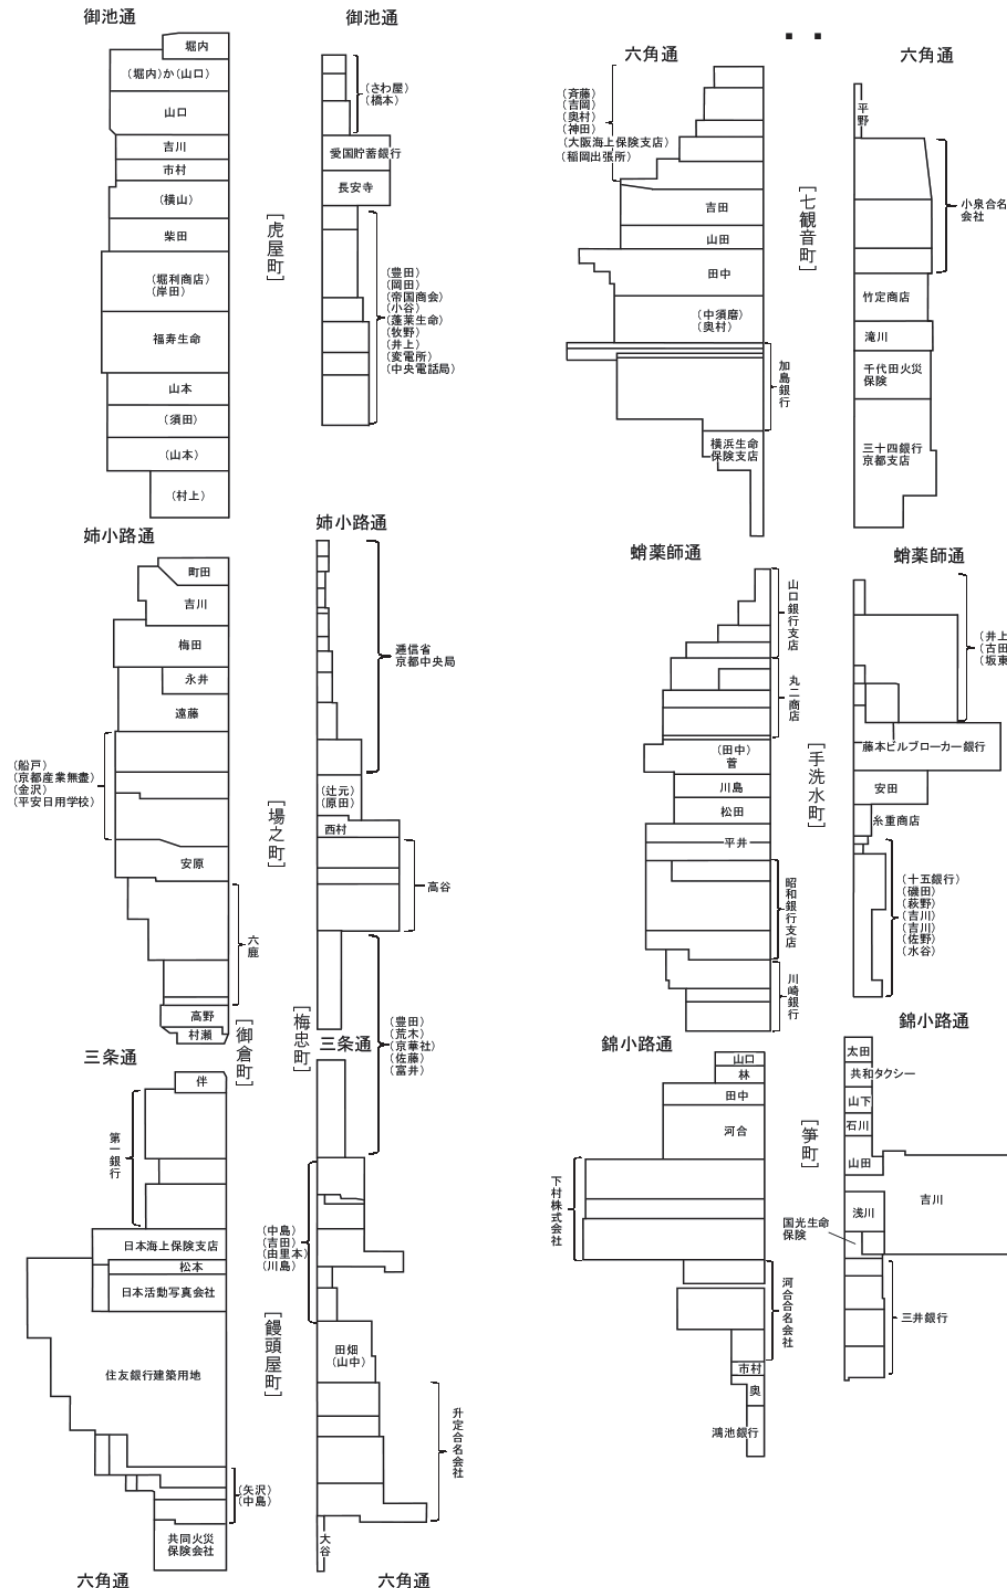 御池通
堀内
(堀内)か(山口)
山口
吉川
市村
(横山)
柴田
(堀利商店)
(岸田)
福寿生命
山本
(須田)
(山本)
(村上)
[虎屋町]
御池通
(さわ屋)
(橋本)
愛国貯蓄銀行
長安寺
(豊田)
(岡田)
(帝国商会)
(小谷)
(蓬莱生命)
(牧野)
(井上)
(変電所)
(中央電話局)
姉小路通
町田
吉川
梅田
永井
遠藤
(船戸)
(京都産業無盡)
(金沢)
(平安日用学校)
安原
六鹿
高野
村瀬
[場之町]
姉小路通
逓信省
京都中央局
(辻元)
(原田)
西村
高谷
[御倉町]
[梅忠町]
(豊田)
(荒木)
(京華社)
(佐藤)
(富井)
三条通
伴
第一銀行
日本海上保険支店
松本
日本活動写真会社
住友銀行建築用地
(矢沢)
(中島)
共同火災
保険会社
六角通
[饅頭屋町]
三条通
(中島)
(吉田)
(由里本)
(川島)
田畑
(山中)
升定合名会社
大谷
六角通
六角通
(斉藤)
(吉岡)
(奥村)
(神田)
(大阪海上保険支店)
(稲岡出張所)
吉田
山田
田中
(中須磨)
(奥村)
加島銀行
横浜生命
保険支店
[七観音町]
六角通
平野
小泉合名
会社
竹定商店
滝川
千代田火災
保険
三十四銀行
京都支店
蛸薬師通
山口銀行支店
丸二商店
(田中)
菅
川島
松田
平井
昭和銀行支店
川崎銀行
[手洗水町]
蛸薬師通
(井上
(古田
(坂東
藤本ビルブローカー銀行
安田
糸重商店
(十五銀行)
(磯田)
(萩野)
(吉川)
(吉川)
(佐野)
(水谷)
錦小路通
山口
林
田中
河合
下村株式会社
河合合名会社
市村
奥
鴻池銀行
[笋町]
錦小路通
太田
共和タクシー
山下
石川
山田
吉川
浅川
国光生命
保険
三井銀行